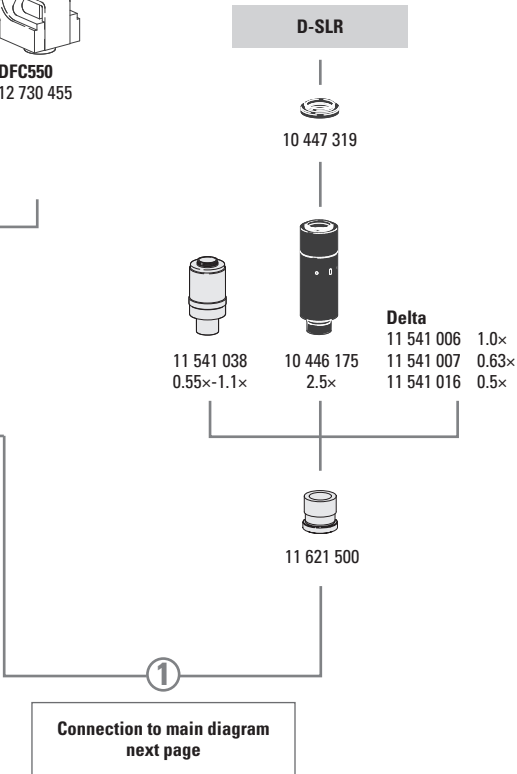 D-SLR
DFC550
12 730 455
10 447 319
11 541 038
0.55×-1.1×
10 446 175
2.5×
Delta
11 541 006 1.0×
11 541 007 0.63×
11 541 016 0.5×
11 621 500
1
Connection to main diagram
next page